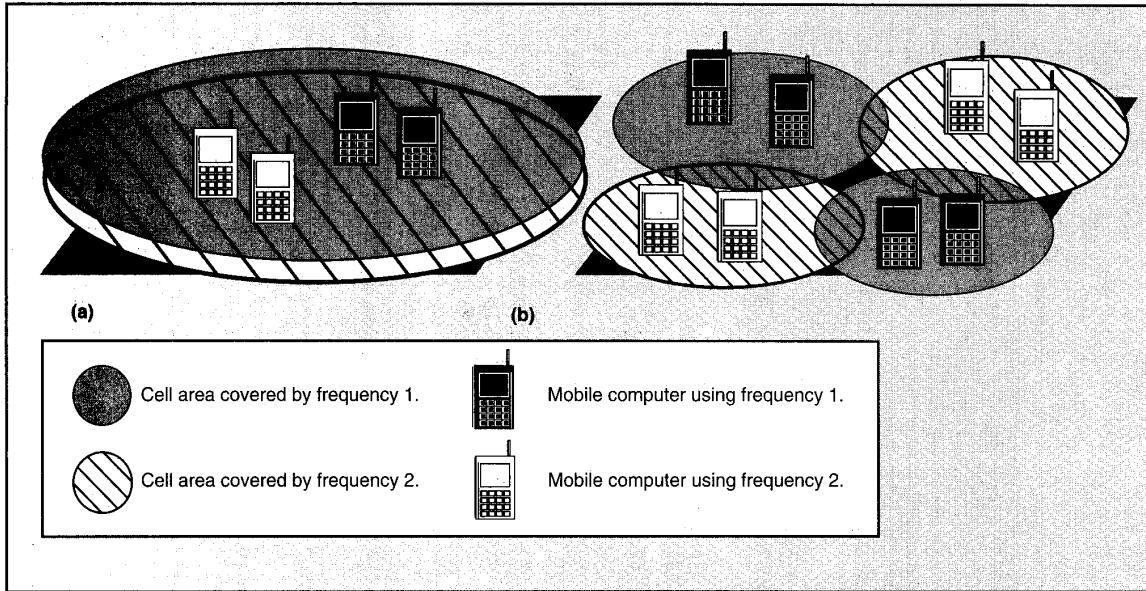 (a)
(b)
Cell area covered by frequency 1.
Mobile computer using frequency 1.
Cell area covered by frequency 2.
Mobile computer using frequency 2.